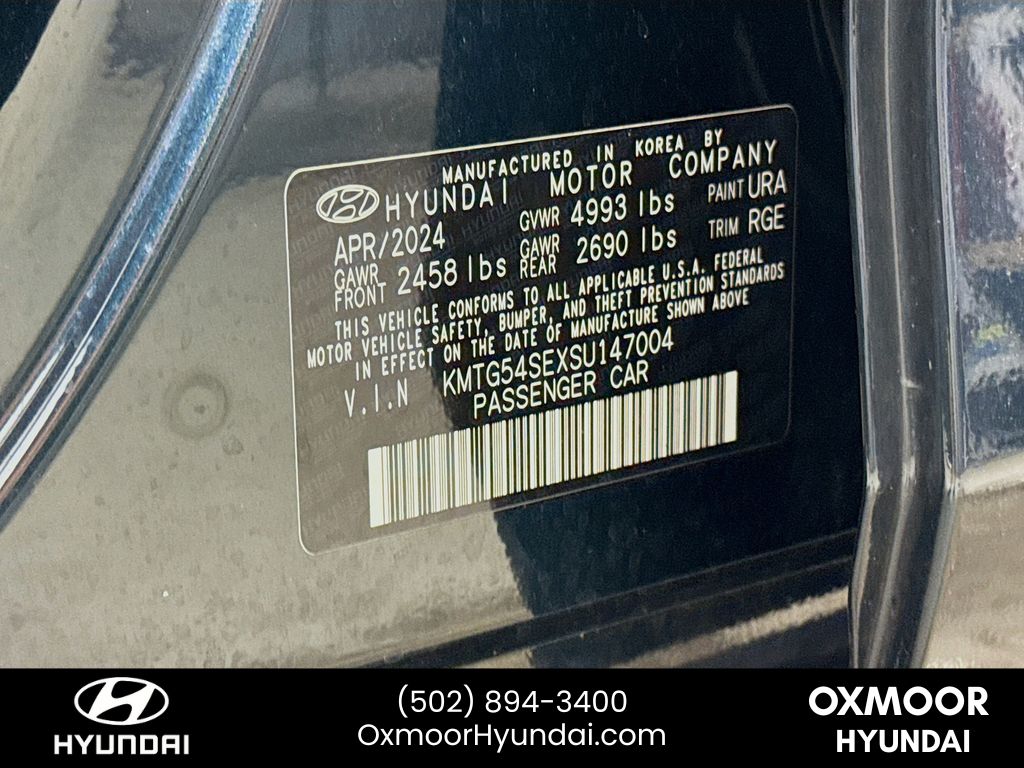 MANUFACTURED IN KOREA BY
HYUNDAI MOTOR COMPANY
APR/2024 GVWR 4993 lbs PAINT URA
GAWR FRONT 2458 lbs GAWR REAR 2690 lbs TRIM RGE
THIS VEHICLE CONFORMS TO ALL APPLICABLE U.S.A. FEDERAL
MOTOR VEHICLE SAFETY, BUMPER, AND THEFT PREVENTION STANDARDS
IN EFFECT ON THE DATE OF MANUFACTURE SHOWN ABOVE
V.I.N KMTG54SEXSU147004
PASSENGER CAR
HYUNDAI
(502) 894-3400
OxmoorHyundai.com
OXMOOR
HYUNDAI